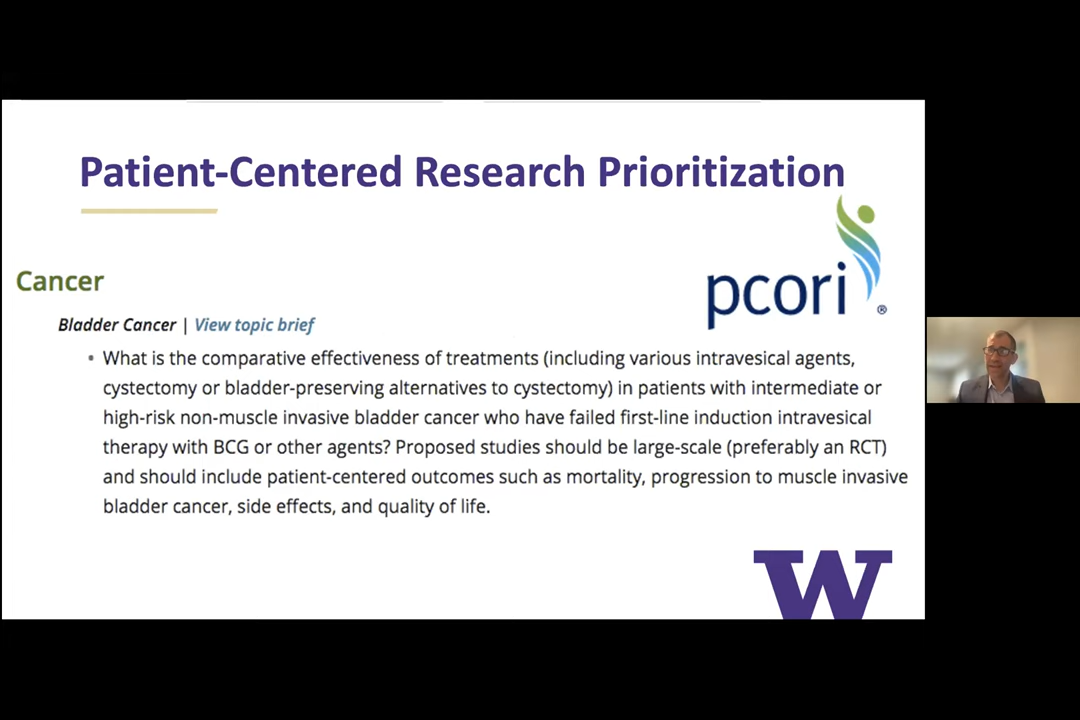 Patient-Centered Research Prioritization
pcori®
Cancer
Bladder Cancer | View topic brief
• What is the comparative effectiveness of treatments (including various intravesical agents,
cystectomy or bladder-preserving alternatives to cystectomy) in patients with intermediate or
high-risk non-muscle invasive bladder cancer who have failed first-line induction intravesical
therapy with BCG or other agents? Proposed studies should be large-scale (preferably an RCT)
and should include patient-centered outcomes such as mortality, progression to muscle invasive
bladder cancer, side effects, and quality of life.
W